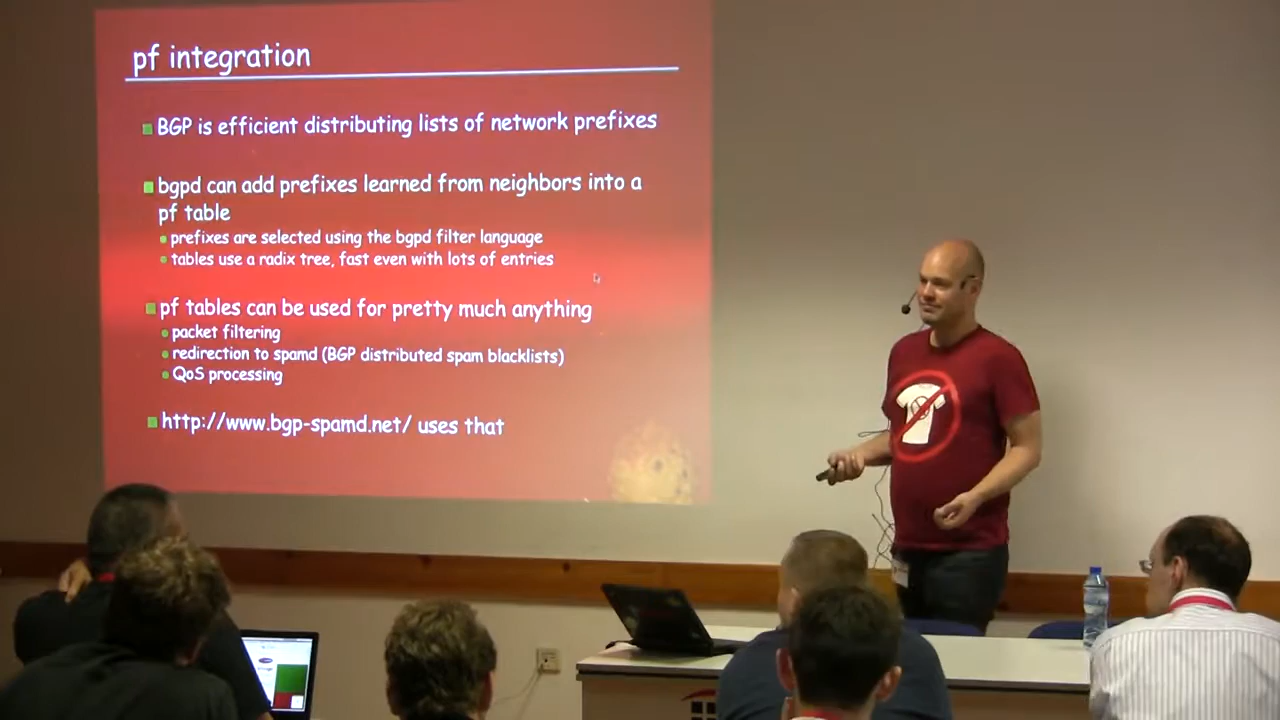 pf integration
BGP is efficient distributing lists of network prefixes
bgpd can add prefixes learned from neighbors into a
pf table
prefixes are selected using the bgpd filter language
tables use a radix tree, fast even with lots of entries
pf tables can be used for pretty much anything
packet filtering
redirection to spamd (BGP distributed spam blacklists)
QoS processing
http://www.bgp-spamd.net/ uses that